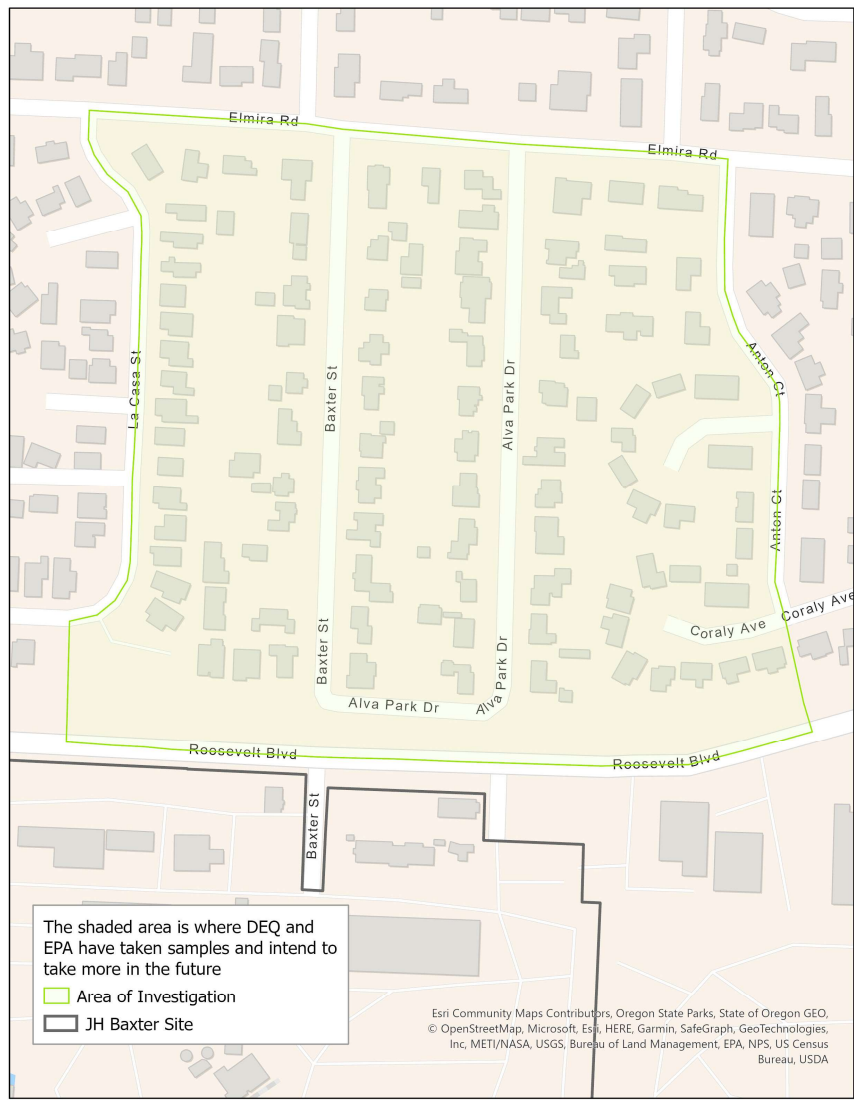 Elmira Rd
Elmira Rd
La Casa St
Baxter St
Alva Park Dr
Anton Ct
Anton Ct
Baxter St
Alva Park Dr
Alva Park Dr
Coraly Ave
Coraly Ave
Roosevelt Blvd
Roosevelt Blvd
Baxter St
The shaded area is where DEQ and
EPA have taken samples and intend to
take more in the future
Area of Investigation
JH Baxter Site
Esri Community Maps Contributors, Oregon State Parks, State of Oregon GEO,
© OpenStreetMap, Microsoft, Esri, HERE, Garmin, SafeGraph, GeoTechnologies,
Inc, METI/NASA, USGS, Bureau of Land Management, EPA, NPS, US Census
Bureau, USDA